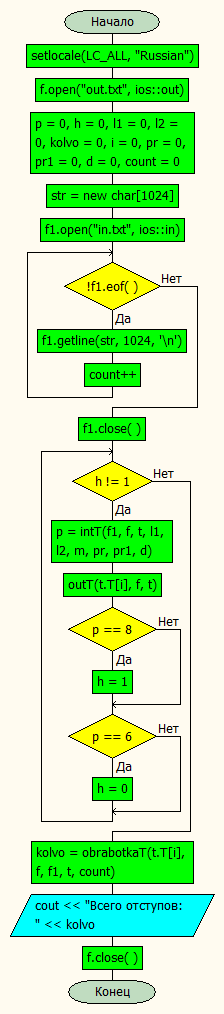 Начало
setlocale(LC_ALL, "Russian")
f.open("out.txt", ios::out)
p = 0, h = 0, l1 = 0, l2 =
0, kolvo = 0, i = 0, pr = 0,
pr1 = 0, d = 0, count = 0
str = new char[1024]
f1.open("in.txt", ios::in)
!f1.eof( )
Нет
Да
f1.getline(str, 1024, '\n')
count++
f1.close( )
h != 1
Нет
Да
p = intT(f1, f, t, l1,
l2, m, pr, pr1, d)
outT(t.T[i], f, t)
p == 8
Нет
Да
h = 1
p == 6
Нет
Да
h = 0
kolvo = obrabotkaT(t.T[i],
f, f1, t, count)
cout << "Всего отступов:
" << kolvo
f.close( )
Конец